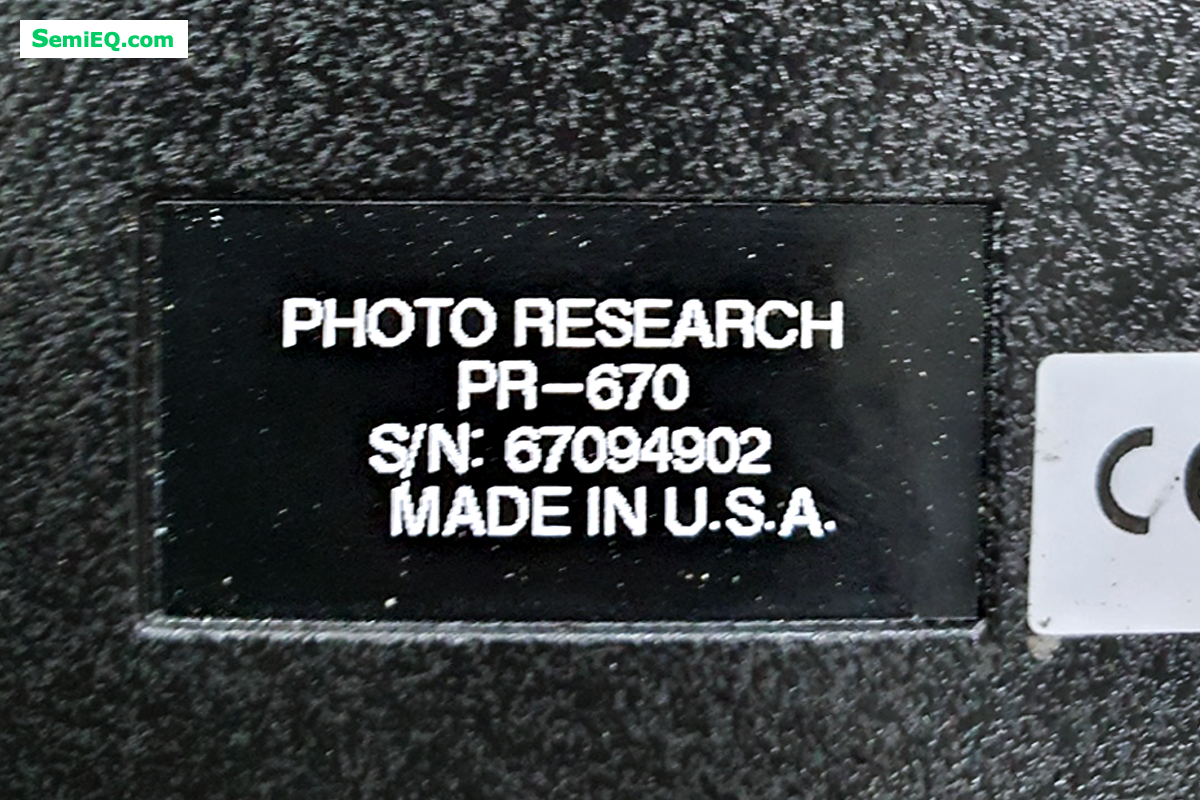 SemiEQ.com
PHOTO RESEARCH
PR-670
S/N: 67094902
MADE IN U.S.A.